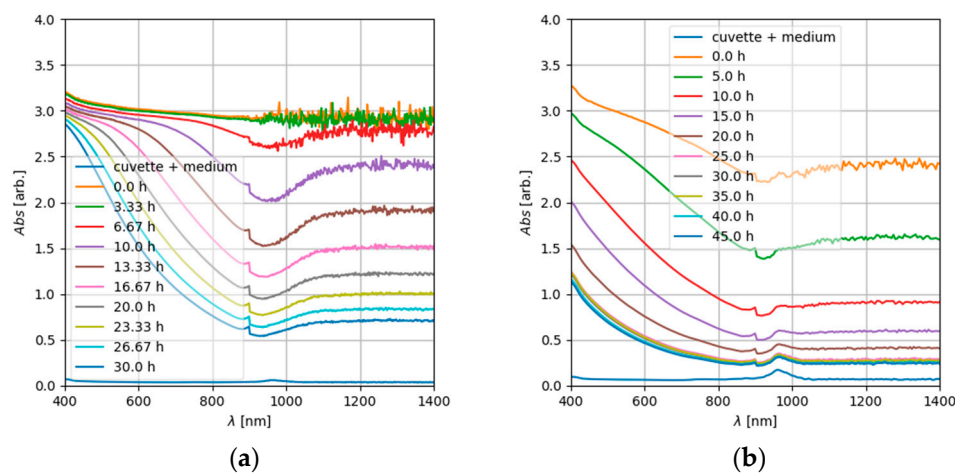 4.0
3.5
3.0
2.5
2.0
1.5
1.0
0.5
0.0
Abs [arb.]
cuvette + medium
0.0 h
3.33 h
6.67 h
10.0 h
13.33 h
16.67 h
20.0 h
23.33 h
26.67 h
30.0 h
400 600 800 1000 1200 1400
λ [nm]
(a)
4.0
3.5
3.0
2.5
2.0
1.5
1.0
0.5
0.0
Abs [arb.]
cuvette + medium
0.0 h
5.0 h
10.0 h
15.0 h
20.0 h
25.0 h
30.0 h
35.0 h
40.0 h
45.0 h
400 600 800 1000 1200 1400
λ [nm]
(b)